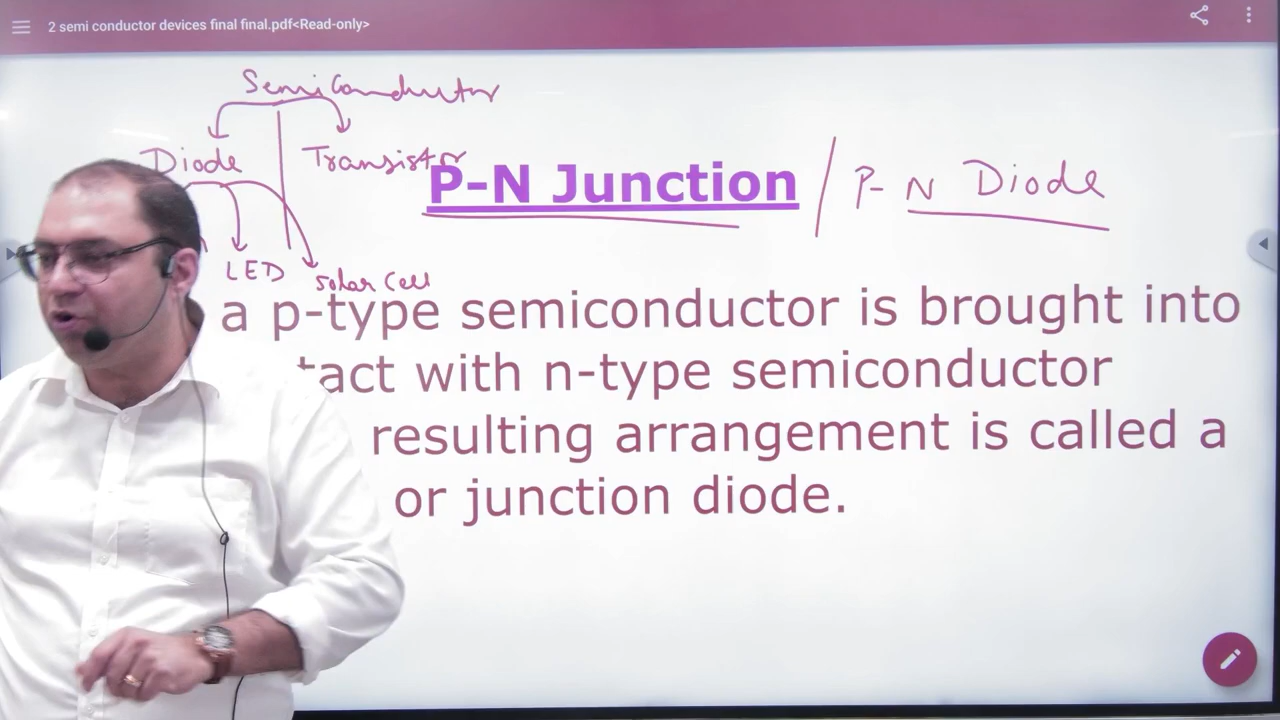 2 semi conductor devices final final.pdf<Read-only>
SemiConductor
Diode Transistor
P-N Junction / P-N Diode
LED Solar Cell
a p-type semiconductor is brought into
tact with n-type semiconductor
resulting arrangement is called a
or junction diode.